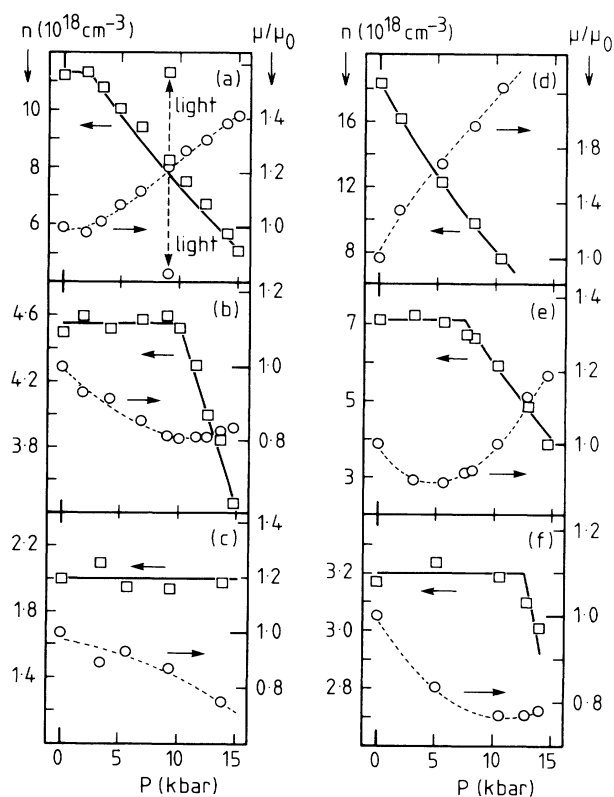 n (10¹⁸cm⁻³) μ/μ₀ n (10¹⁸cm⁻³) μ/μ₀
(a) (d)
10 8 6
1·4 1·2 1·0
light
light
16 12 8
1·8 1·4 1·0
(b) (e)
4·6 4·2 3·8
1·2 1·0 0·8
7 5 3
1·4 1·2 1·0
(c) (f)
2·2 1·8 1·4
1·4 1·2 1·0 0·8
3·2 3·0 2·8
1·2 1·0 0·8
0 5 10 15 0 5 10 15
P (kbar) P (kbar)